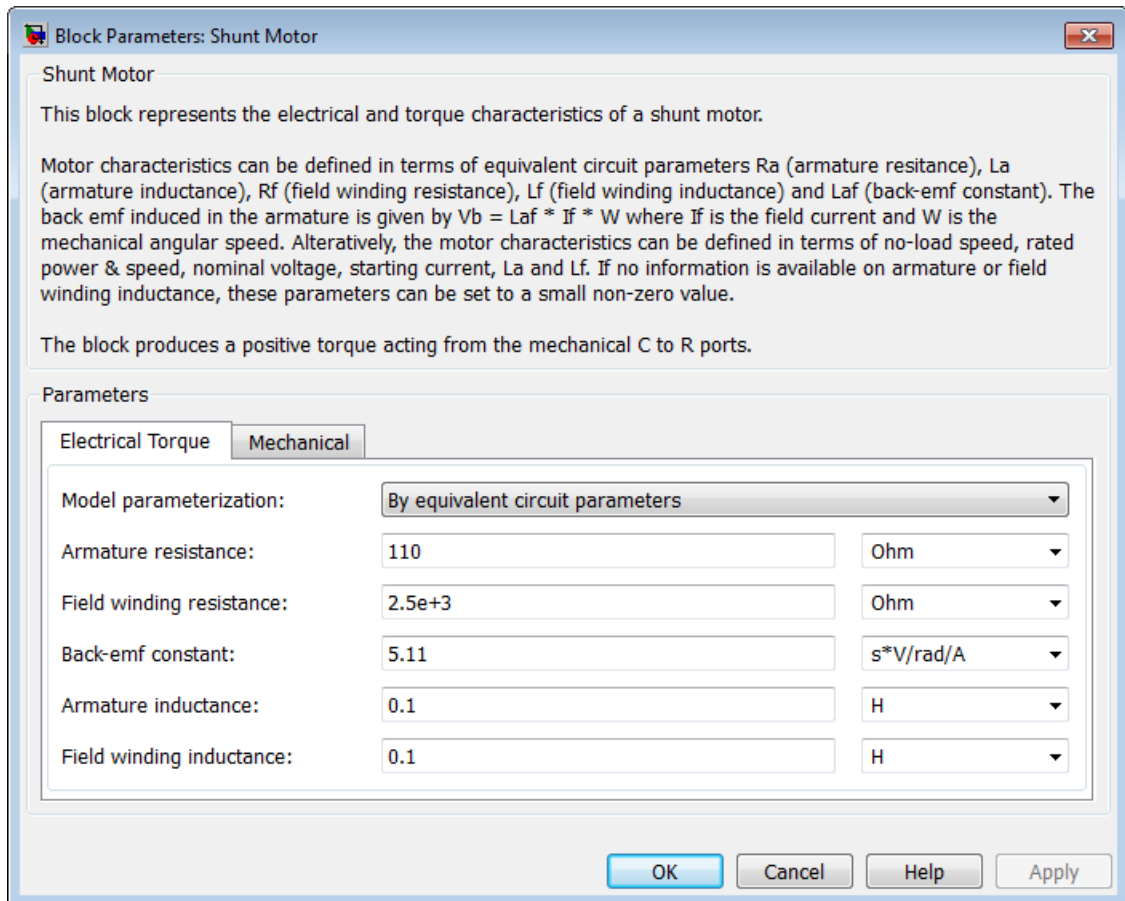 Block Parameters: Shunt Motor
Shunt Motor
This block represents the electrical and torque characteristics of a shunt motor.
Motor characteristics can be defined in terms of equivalent circuit parameters Ra (armature resitance), La
(armature inductance), Rf (field winding resistance), Lf (field winding inductance) and Laf (back-emf constant). The
back emf induced in the armature is given by Vb = Laf * If * W where If is the field current and W is the
mechanical angular speed. Alteratively, the motor characteristics can be defined in terms of no-load speed, rated
power & speed, nominal voltage, starting current, La and Lf. If no information is available on armature or field
winding inductance, these parameters can be set to a small non-zero value.
The block produces a positive torque acting from the mechanical C to R ports.
Parameters
Electrical Torque Mechanical
Model parameterization: By equivalent circuit parameters
Armature resistance: 110 Ohm
Field winding resistance: 2.5e+3 Ohm
Back-emf constant: 5.11 s*V/rad/A
Armature inductance: 0.1 H
Field winding inductance: 0.1 H
OK Cancel Help Apply